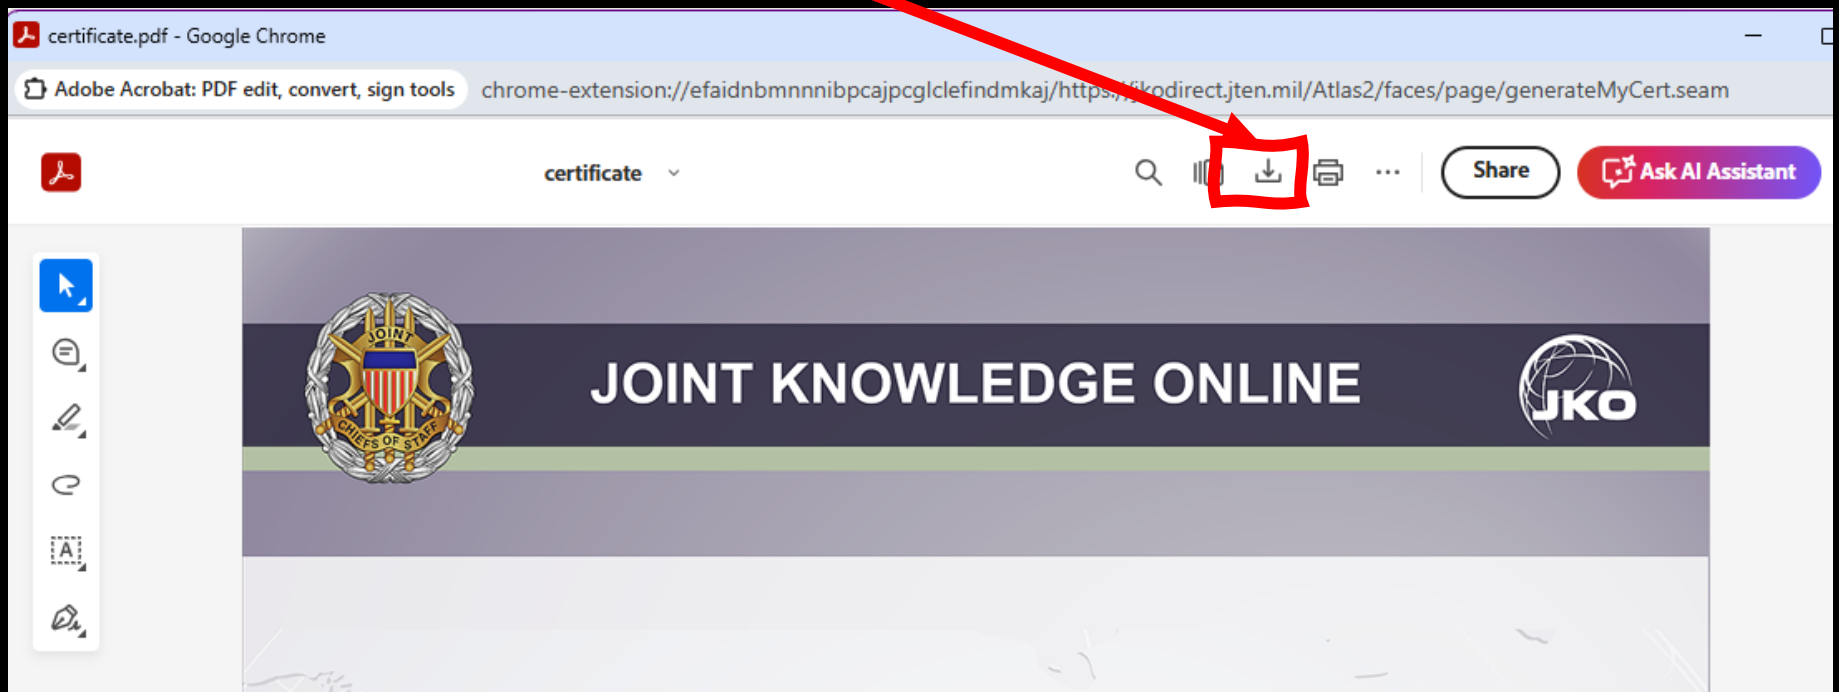 certificate.pdf - Google Chrome
Adobe Acrobat: PDF edit, convert, sign tools chrome-extension://efaidnbmnnnibpcajpcglclefindmkaj/https://jkodirect.jten.mil/Atlas2/faces/page/generateMyCert.seam
certificate
Share
Ask AI Assistant
JOINT
CHIEFS OF STAFF
JOINT KNOWLEDGE ONLINE
JKO
A